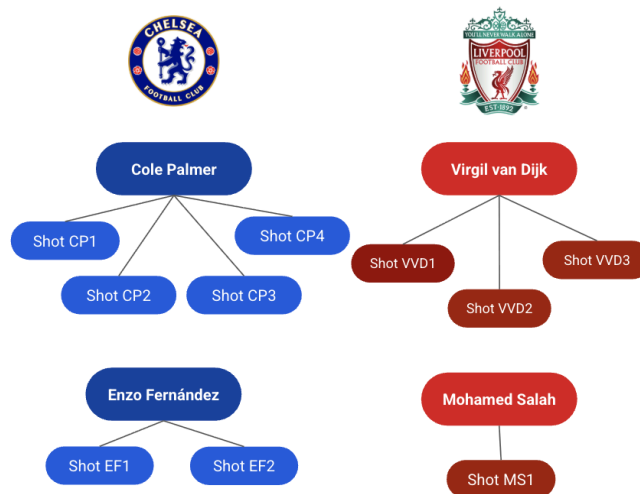 CHELSEA
FOOTBALL CLUB
YOU'LL NEVER WALK ALONE
LIVERPOOL
FOOTBALL CLUB
EST·1892
Cole Palmer
Virgil van Dijk
Shot CP1
Shot CP4
Shot CP2
Shot CP3
Shot VVD1
Shot VVD3
Shot VVD2
Enzo Fernández
Mohamed Salah
Shot EF1
Shot EF2
Shot MS1